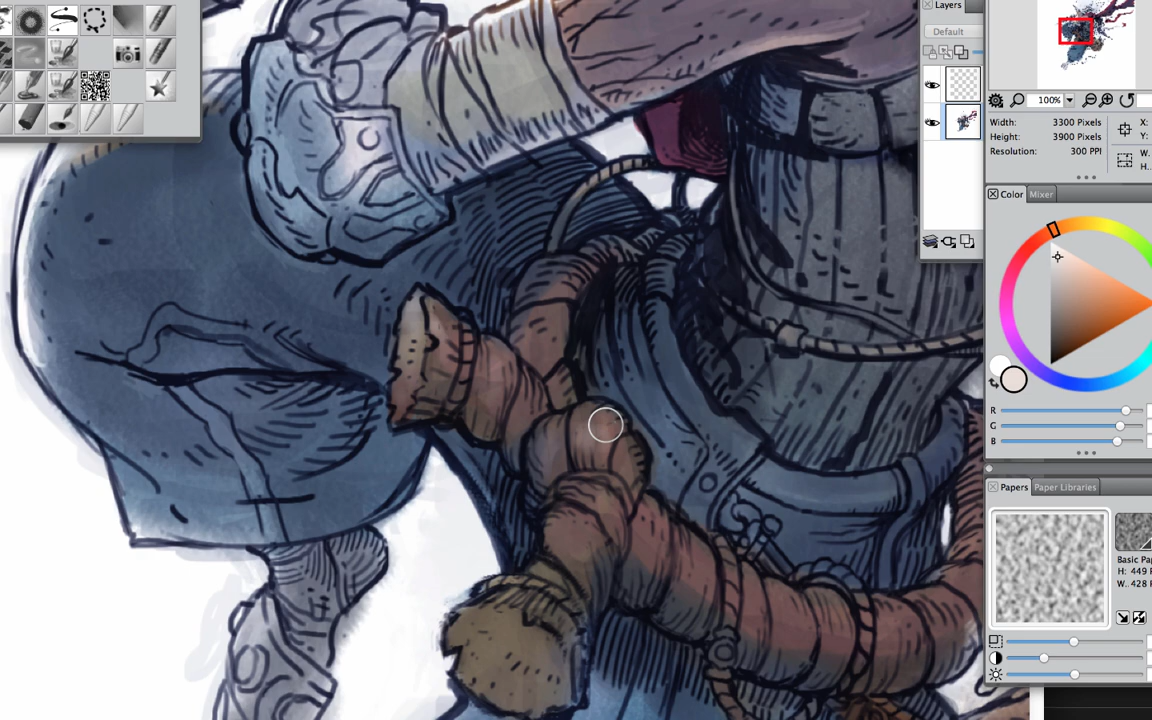 Layers
Default
100%
Width: 3300 Pixels
Height: 3900 Pixels
Resolution: 300 PPI
X:
Y:
W.
H.
Color Mixer
R
G
B
Papers Paper Libraries
Basic Pa
H: 449
W.. 428